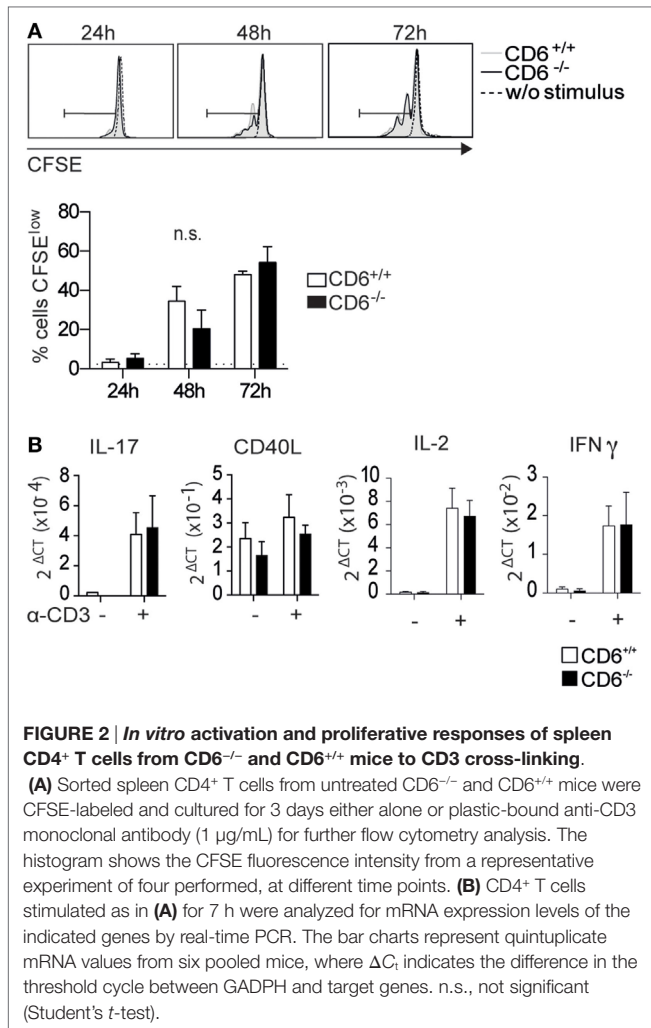 A
24h 48h 72h
CD6+/+
CD6-/-
w/o stimulus
CFSE
% cells CFSElow
80
60
40
20
0
n.s.
24h 48h 72h
CD6+/+
CD6-/-
B
IL-17 CD40L IL-2 IFN γ
2 ΔCT (x10-4)
8
6
4
2
0
2 ΔCT (x10-1)
5
4
3
2
1
0
2 ΔCT (x10-3)
10
8
6
4
2
0
2 ΔCT (x10-2)
3
2
1
0
α-CD3 - + - + - + - +
CD6+/+
CD6-/-
FIGURE 2 | In vitro activation and proliferative responses of spleen
CD4+ T cells from CD6−/− and CD6+/+ mice to CD3 cross-linking.
(A) Sorted spleen CD4+ T cells from untreated CD6−/− and CD6+/+ mice were
CFSE-labeled and cultured for 3 days either alone or plastic-bound anti-CD3
monoclonal antibody (1 μg/mL) for further flow cytometry analysis. The
histogram shows the CFSE fluorescence intensity from a representative
experiment of four performed, at different time points. (B) CD4+ T cells
stimulated as in (A) for 7 h were analyzed for mRNA expression levels of the
indicated genes by real-time PCR. The bar charts represent quintuplicate
mRNA values from six pooled mice, where ΔCt indicates the difference in the
threshold cycle between GADPH and target genes. n.s., not significant
(Student's t-test).